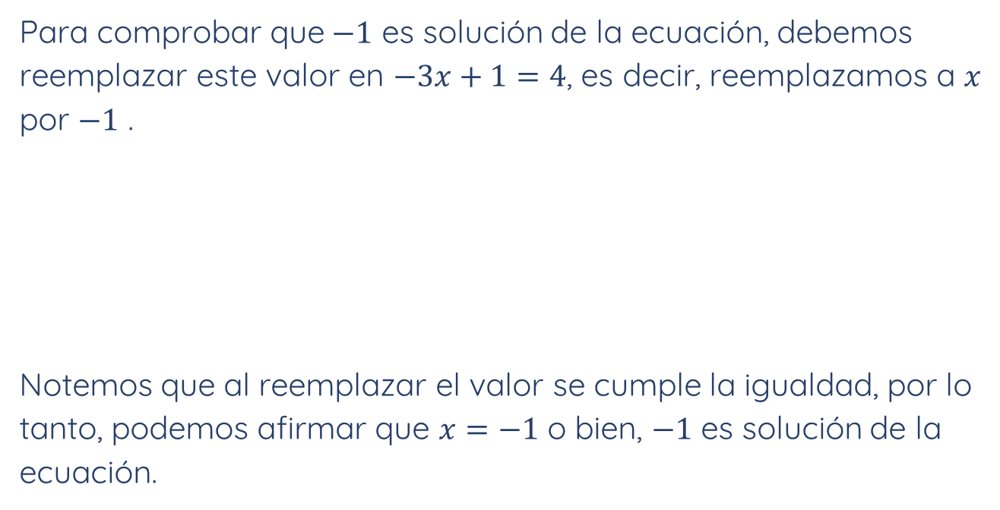 Para comprobar que −1 es solución de la ecuación, debemos
reemplazar este valor en −3x + 1 = 4, es decir, reemplazamos a x
por −1 .
Notemos que al reemplazar el valor se cumple la igualdad, por lo
tanto, podemos afirmar que x = −1 o bien, −1 es solución de la
ecuación.